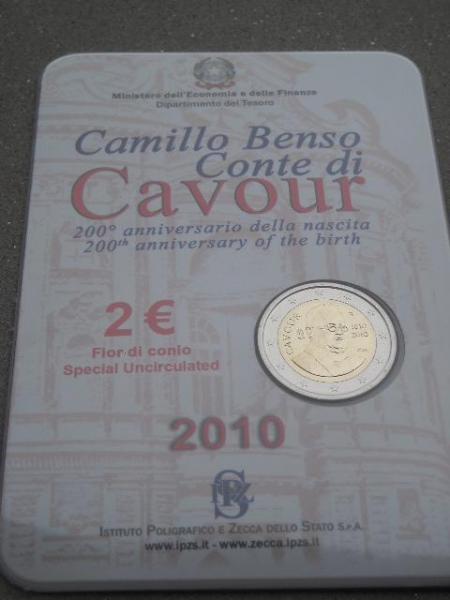 Ministero dell'Economia e delle Finanze
Dipartimento del Tesoro
Camillo Benso
Conte di
Cavour
200° anniversario della nascita
200th anniversary of the birth
2 €
Fior di conio
Special Uncirculated
CAVOUR
1810
2010
2010
IPZS
ISTITUTO POLIGRAFICO E ZECCA DELLO STATO S.P.A.
www.ipzs.it - www.zecca.ipzs.it